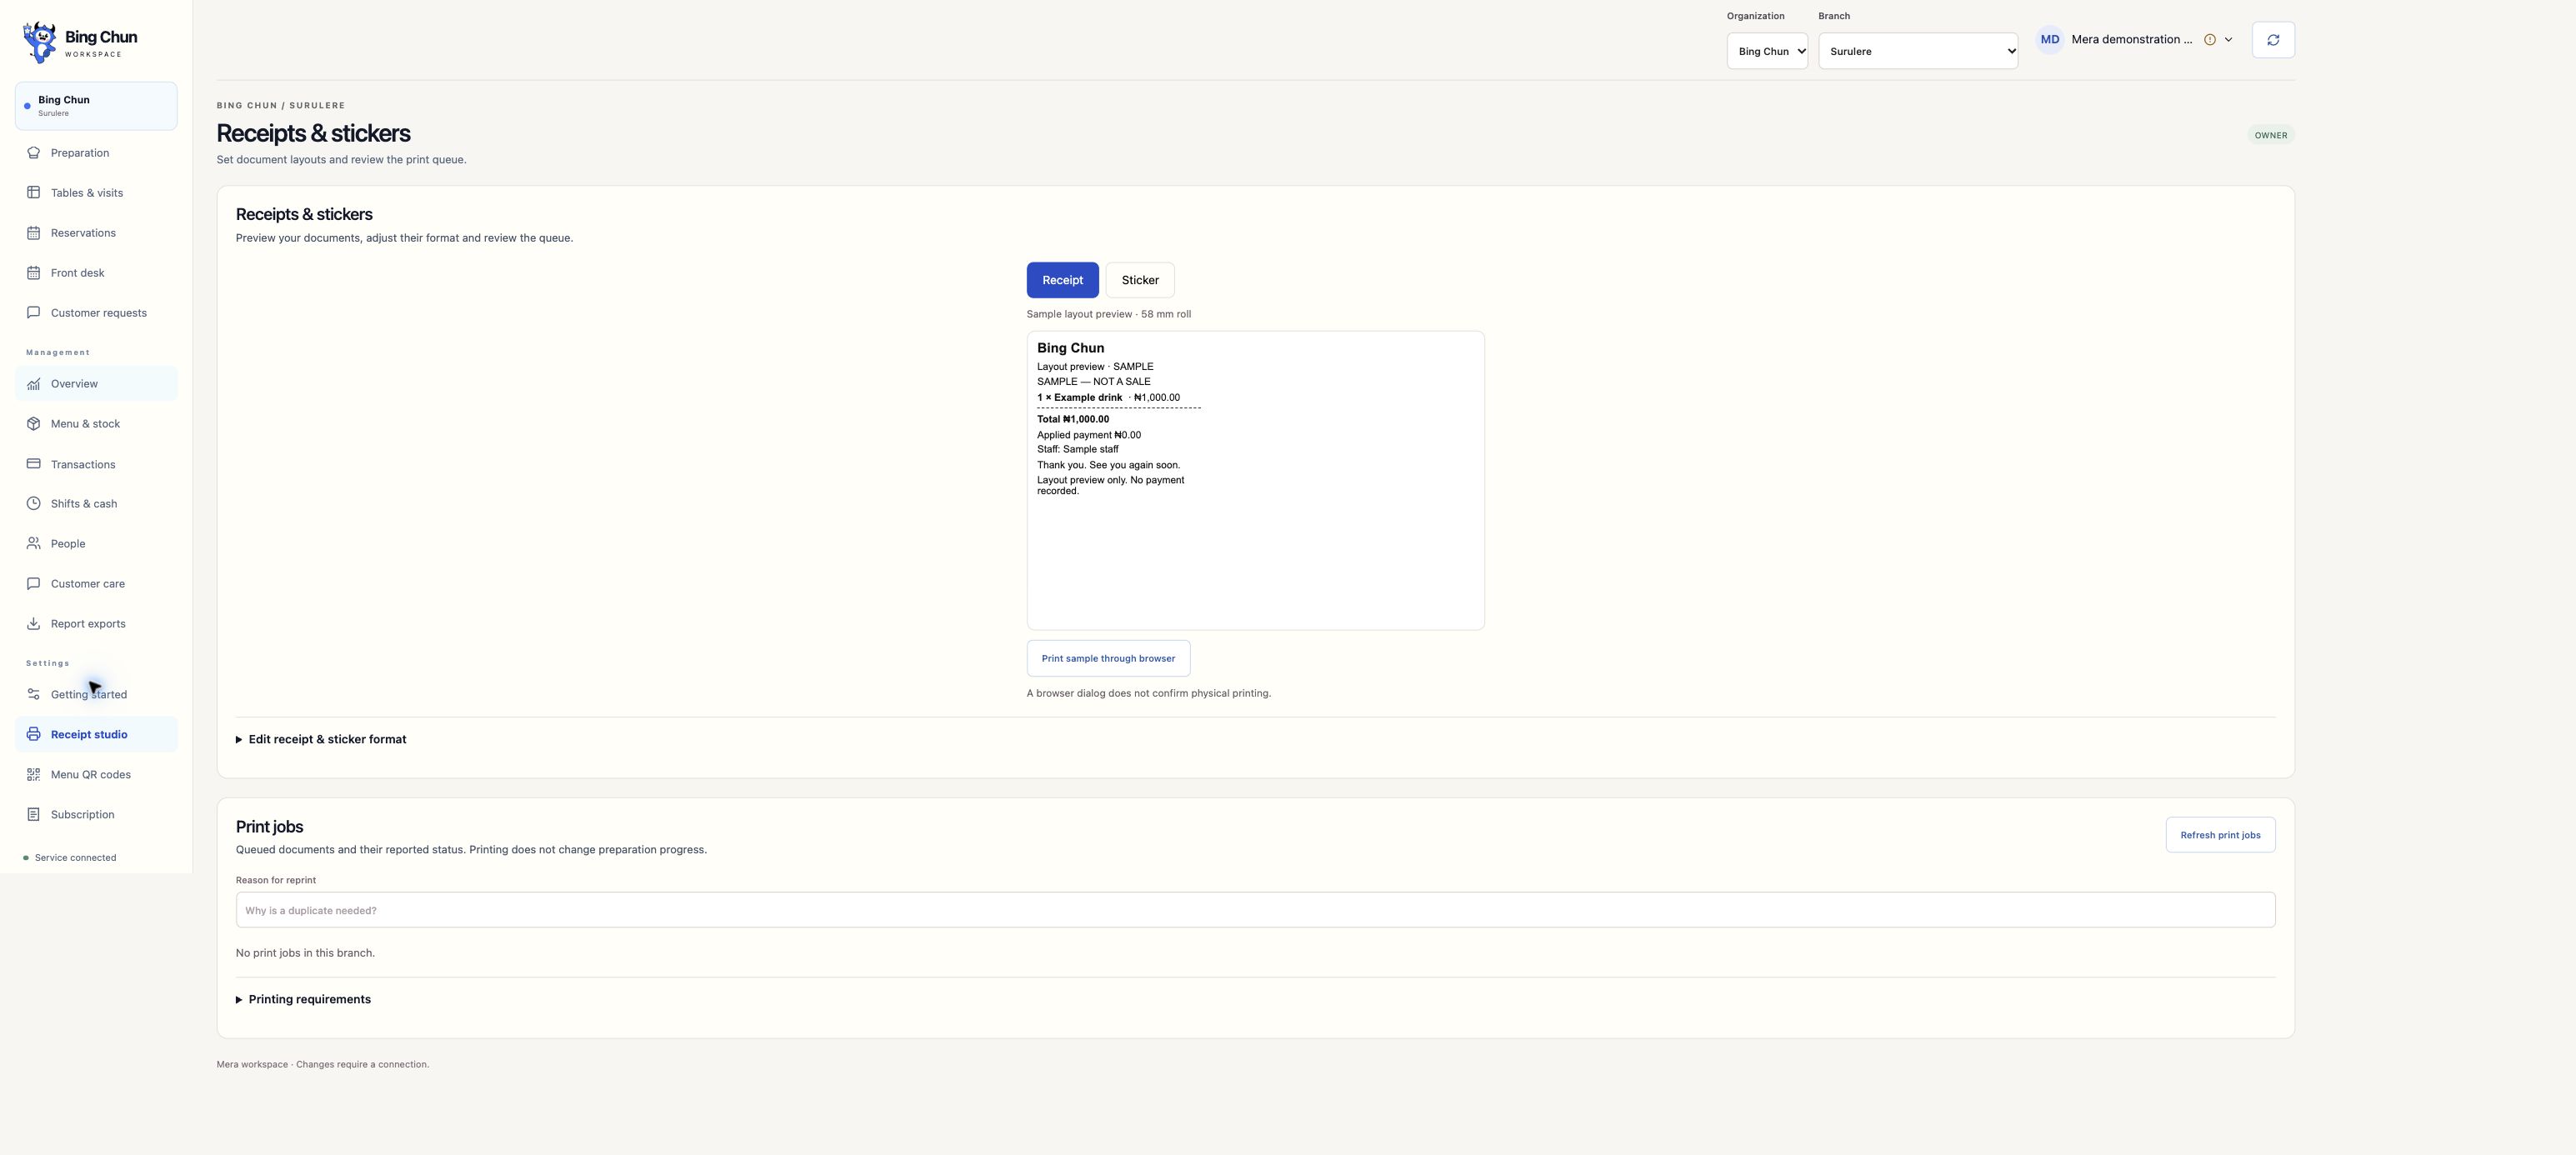 Bing Chun
WORKSPACE
Bing Chun
Surulere
Preparation
Tables & visits
Reservations
Front desk
Customer requests
Management
Overview
Menu & stock
Transactions
Shifts & cash
People
Customer care
Report exports
Settings
Getting started
Receipt studio
Menu QR codes
Subscription
Service connected
Organization
Bing Chun
Branch
Surulere
MD
Mera demonstration ...
BING CHUN / SURULERE
Receipts & stickers
Set document layouts and review the print queue.
OWNER
Receipts & stickers
Preview your documents, adjust their format and review the queue.
Receipt
Sticker
Sample layout preview · 58 mm roll
Bing Chun
Layout preview · SAMPLE
SAMPLE — NOT A SALE
1 × Example drink · ₦1,000.00
Total ₦1,000.00
Applied payment ₦0.00
Staff: Sample staff
Thank you. See you again soon.
Layout preview only. No payment
recorded.
Print sample through browser
A browser dialog does not confirm physical printing.
Edit receipt & sticker format
Print jobs
Queued documents and their reported status. Printing does not change preparation progress.
Refresh print jobs
Reason for reprint
Why is a duplicate needed?
No print jobs in this branch.
Printing requirements
Mera workspace · Changes require a connection.